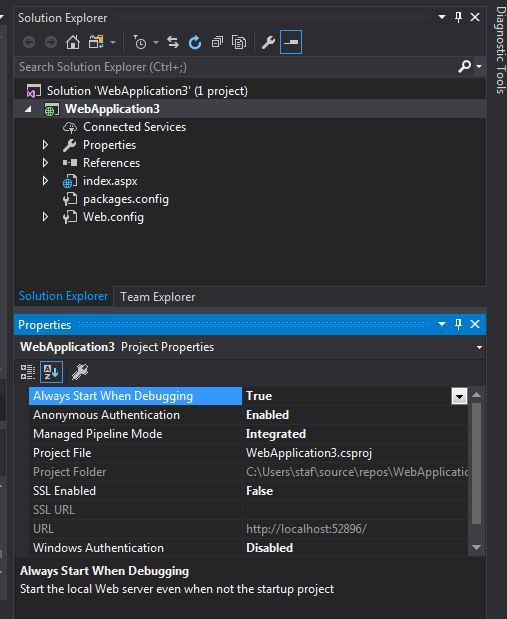 Solution Explorer
Search Solution Explorer (Ctrl+;)
Solution 'WebApplication3' (1 project)
WebApplication3
Connected Services
Properties
References
index.aspx
packages.config
Web.config
Solution Explorer Team Explorer
Properties
WebApplication3 Project Properties
Always Start When Debugging True
Anonymous Authentication Enabled
Managed Pipeline Mode Integrated
Project File WebApplication3.csproj
Project Folder C:\Users\staf\source\repos\WebApplicatio
SSL Enabled False
SSL URL
URL http://localhost:52896/
Windows Authentication Disabled
Always Start When Debugging
Start the local Web server even when not the startup project
Diagnostic Tools